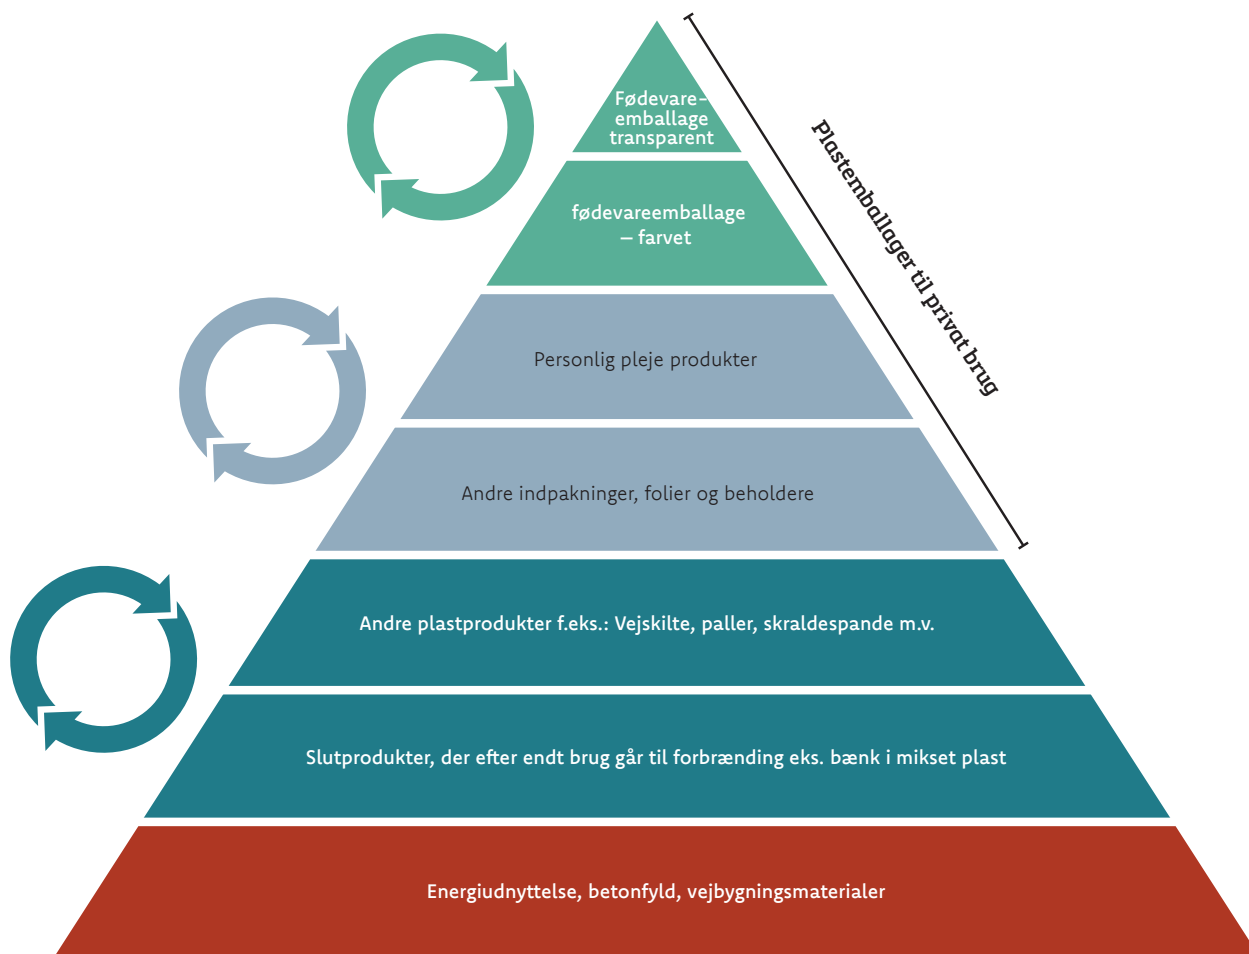 Fødevare-
emballage
transparent
fødevareemballage
– farvet
Plastemballager til privat brug
Personlig pleje produkter
Andre indpakninger, folier og beholdere
Andre plastprodukter f.eks.: Vejskilte, paller, skraldespande m.v.
Slutprodukter, der efter endt brug går til forbrænding eks. bænk i mikset plast
Energiudnyttelse, betonfyld, vejbygningsmaterialer